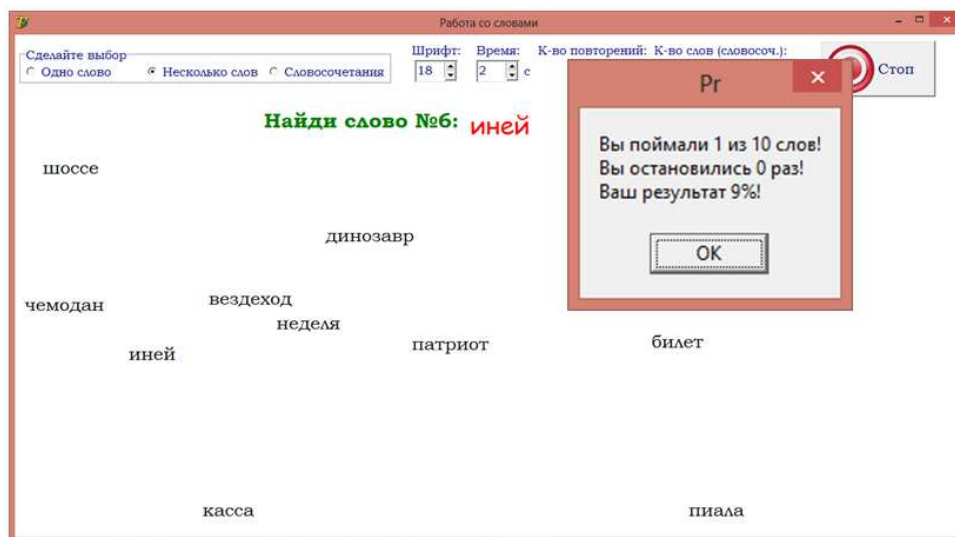 Работа со словами
Сделайте выбор
Одно слово Несколько слов Словосочетания
Шрифт: Время: К-во повторений: К-во слов (словосоч.):
18 2 с
Стоп
Pr
Найди слово №6: иней
Вы поймали 1 из 10 слов!
Вы остановились 0 раз!
Ваш результат 9%!
OK
шоссе
динозавр
чемодан вездеход
неделя
иней патриот билет
касса пиала